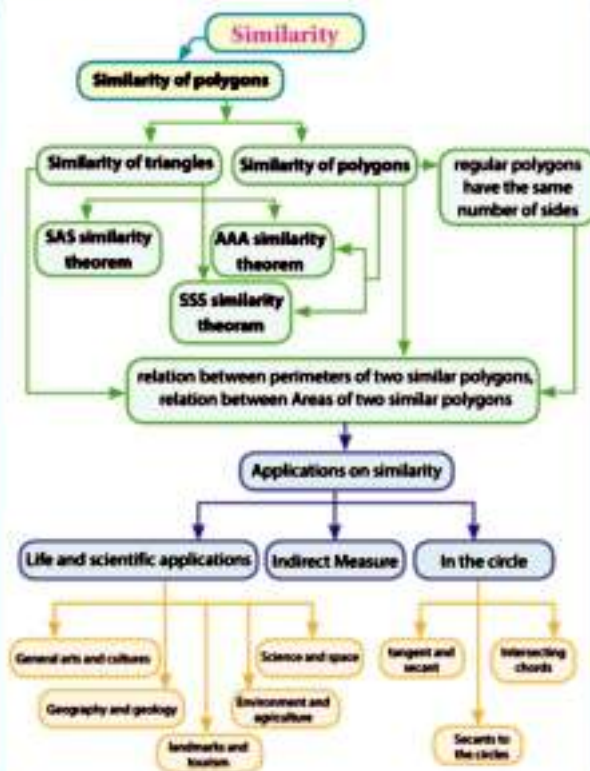 Similarity
Similarity of polygons
Similarity of triangles
Similarity of polygons
regular polygons
have the same
number of sides
SAS similarity
theorem
AAA similarity
theorem
SSS similarity
theoram
relation between perimeters of two similar polygons,
relation between Areas of two similar polygons
Applications on similarity
Life and scientific applications
Indirect Measure
In the circle
General arts and cultures
Science and space
tangent and
secant
Intersecting
chords
Geography and geology
Environment and
agriculture
landmarks and
tourism
Secants to
the circles